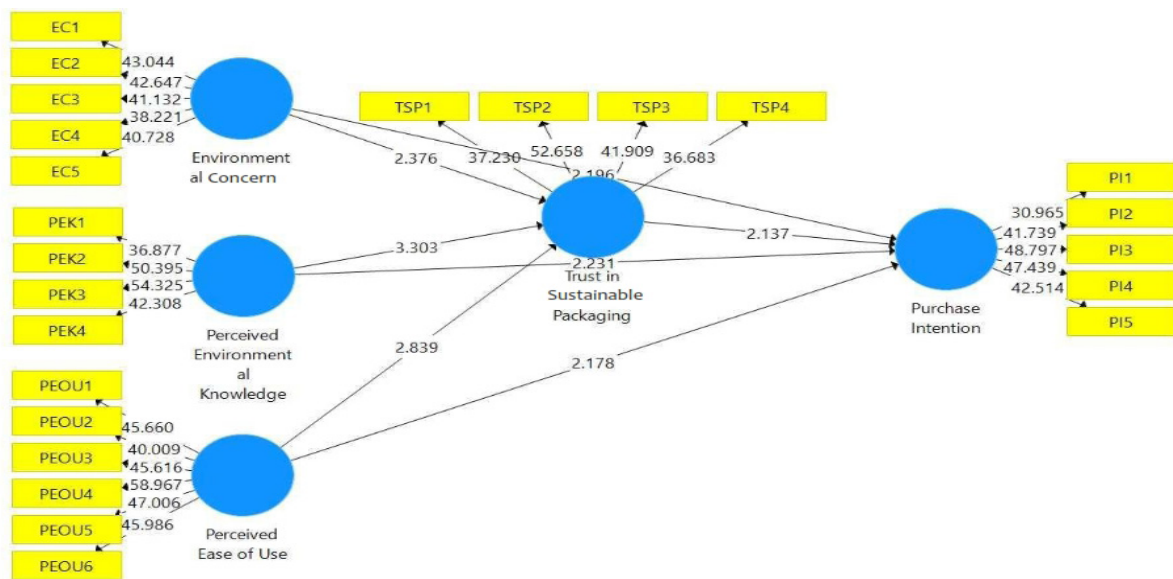 EC1
EC2
EC3
EC4
EC5
43.044
42.647
41.132
38.221
40.728
Environment
al Concern
PEK1
PEK2
PEK3
PEK4
36.877
50.395
54.325
42.308
Perceived
Environment
al
Knowledge
PEOU1
PEOU2
PEOU3
PEOU4
PEOU5
PEOU6
45.660
40.009
45.616
58.967
47.006
45.986
Perceived
Ease of Use
TSP1
TSP2
TSP3
TSP4
37.230
52.658
41.909
36.683
2.376
2.196
3.303
2.231
2.839
2.178
2.137
Trust in
Sustainable
Packaging
PI1
PI2
PI3
PI4
PI5
30.965
41.739
48.797
47.439
42.514
Purchase
Intention